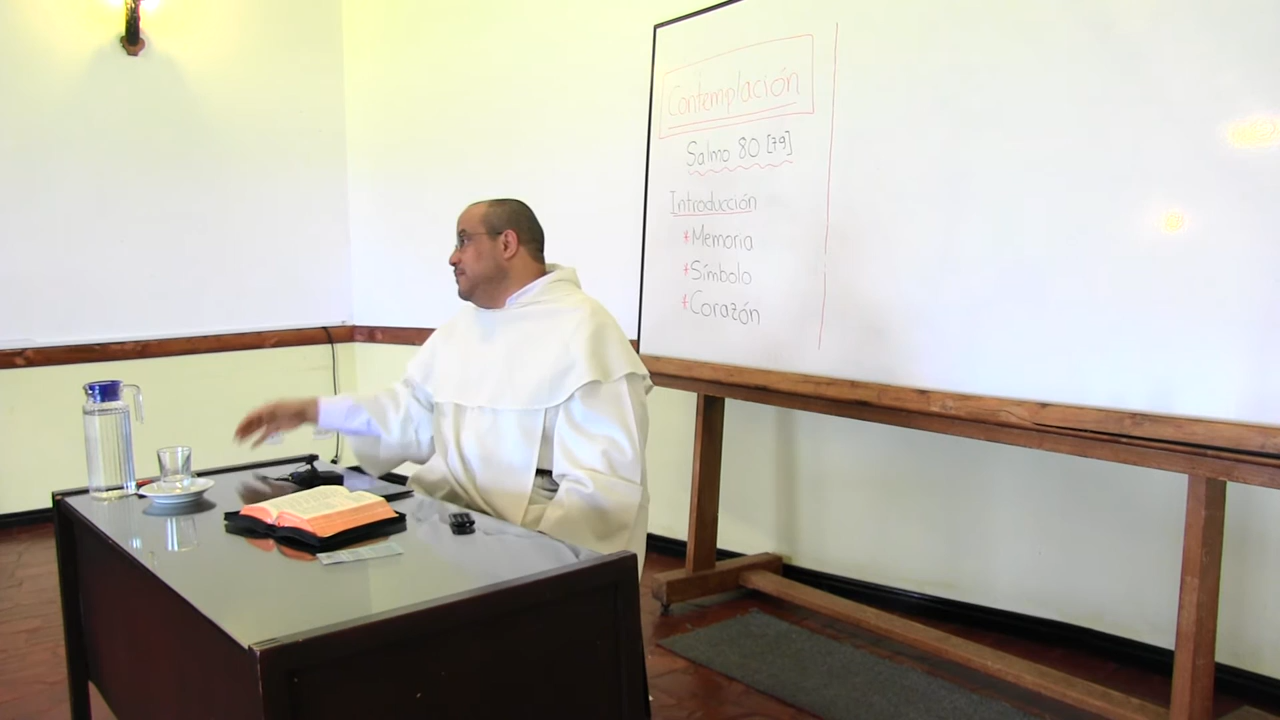 Contemplación
Salmo 80 [79]
Introducción
*Memoria
*Símbolo
*Corazón